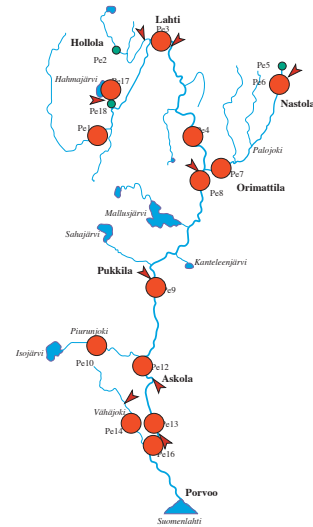 Lahti
Pe3
Hollola
Pe2
Pe5
Hahmajärvi
Pe17
Pe6
Nastola
Pe18
Pe1
Pe4
Palojoki
Pe7
Orimattila
Pe8
Mallusjärvi
Sahajärvi
Kanteleenjärvi
Pukkila
Pe9
Piurunjoki
Isojärvi
Pe10
Pe12
Askola
Vähäjoki
Pe13
Pe14
Pe16
Porvoo
Suomenlahti